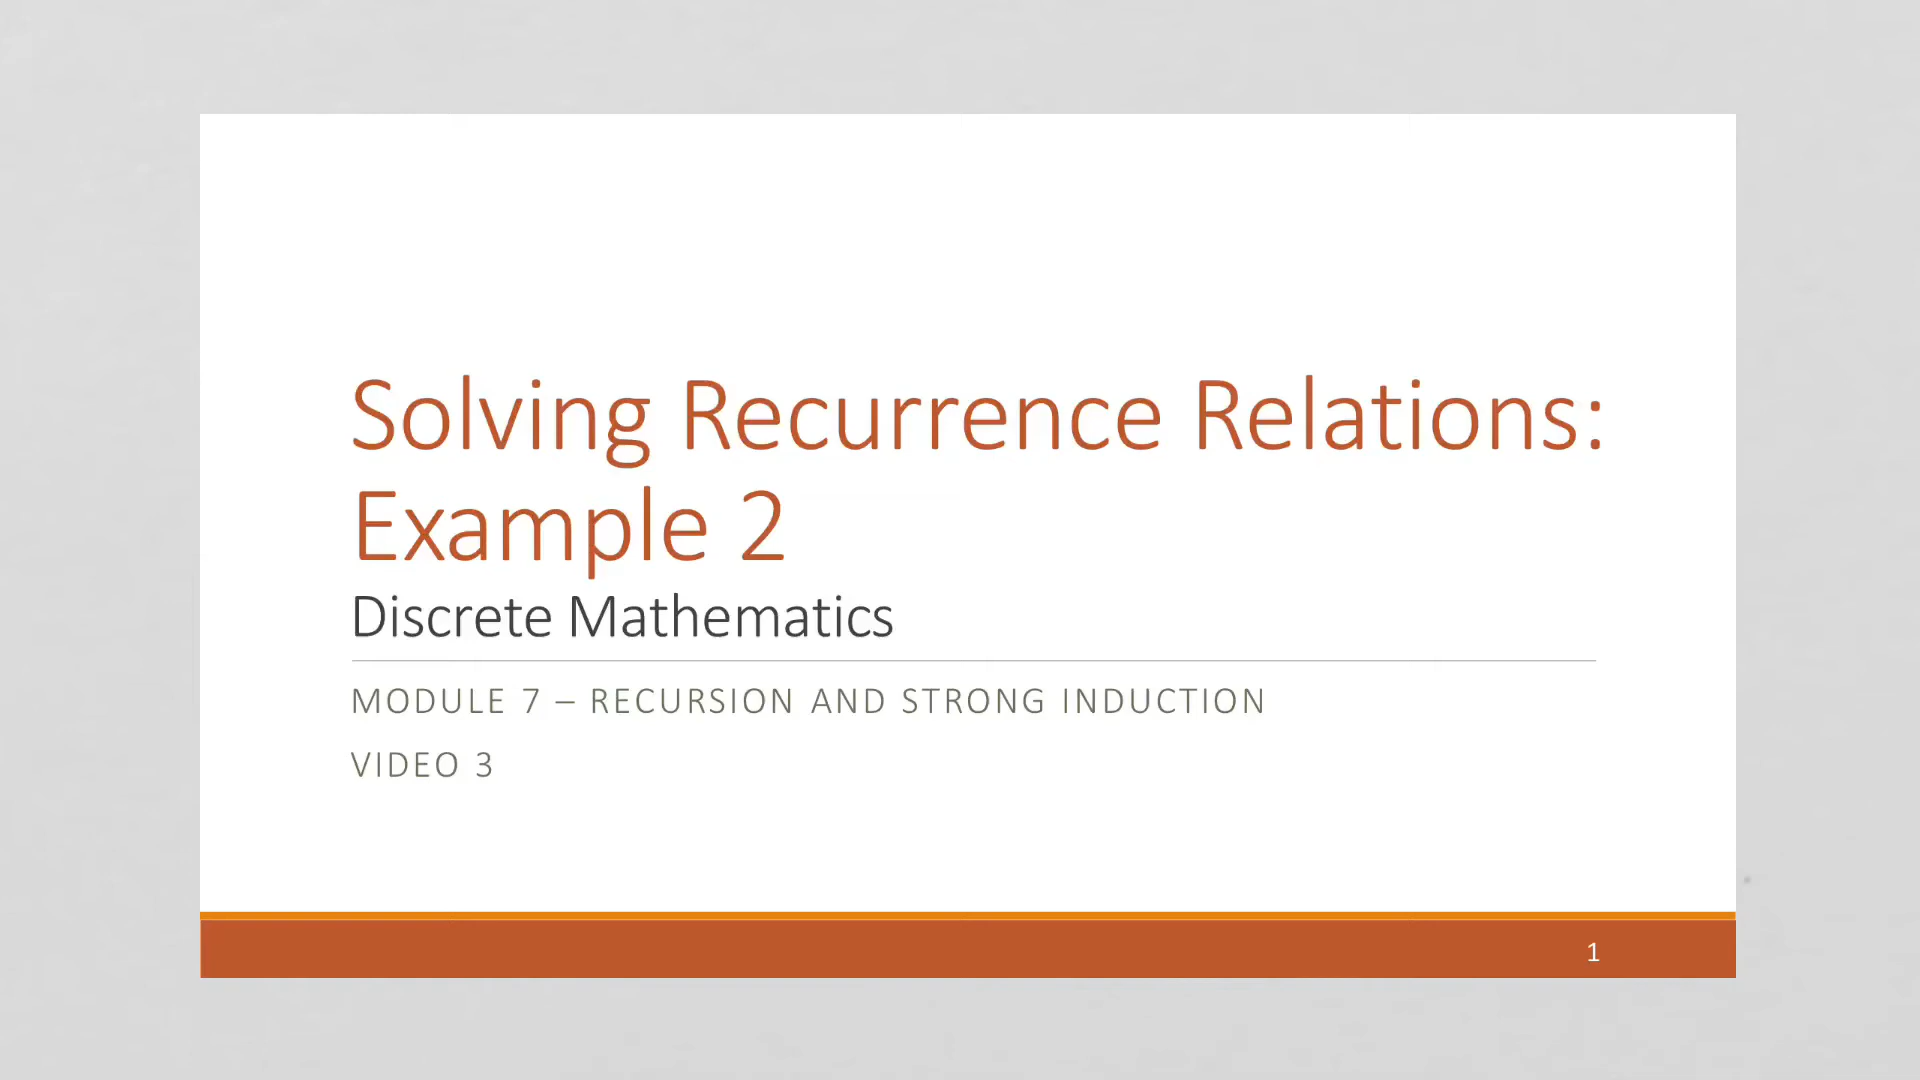 Solving Recurrence Relations:
Example 2
Discrete Mathematics
MODULE 7 – RECURSION AND STRONG INDUCTION
VIDEO 3
1